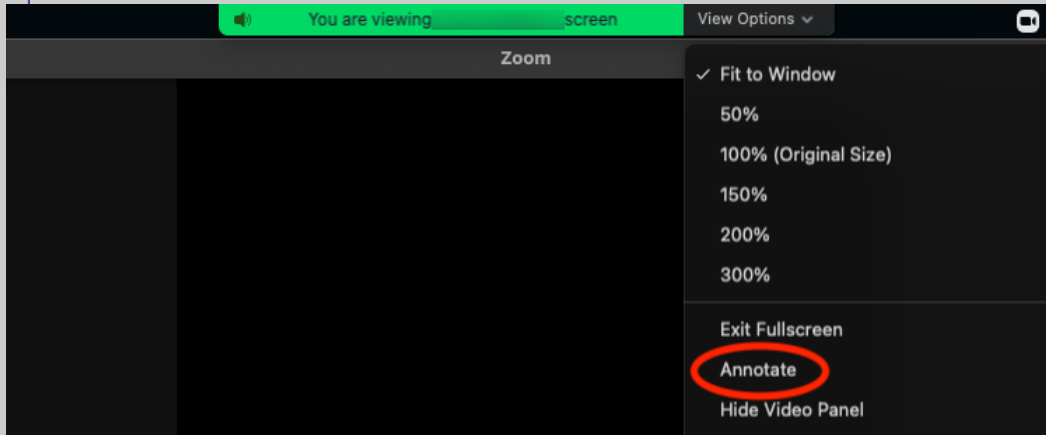 You are viewing screen
View Options
Zoom
Fit to Window
50%
100% (Original Size)
150%
200%
300%
Exit Fullscreen
Annotate
Hide Video Panel